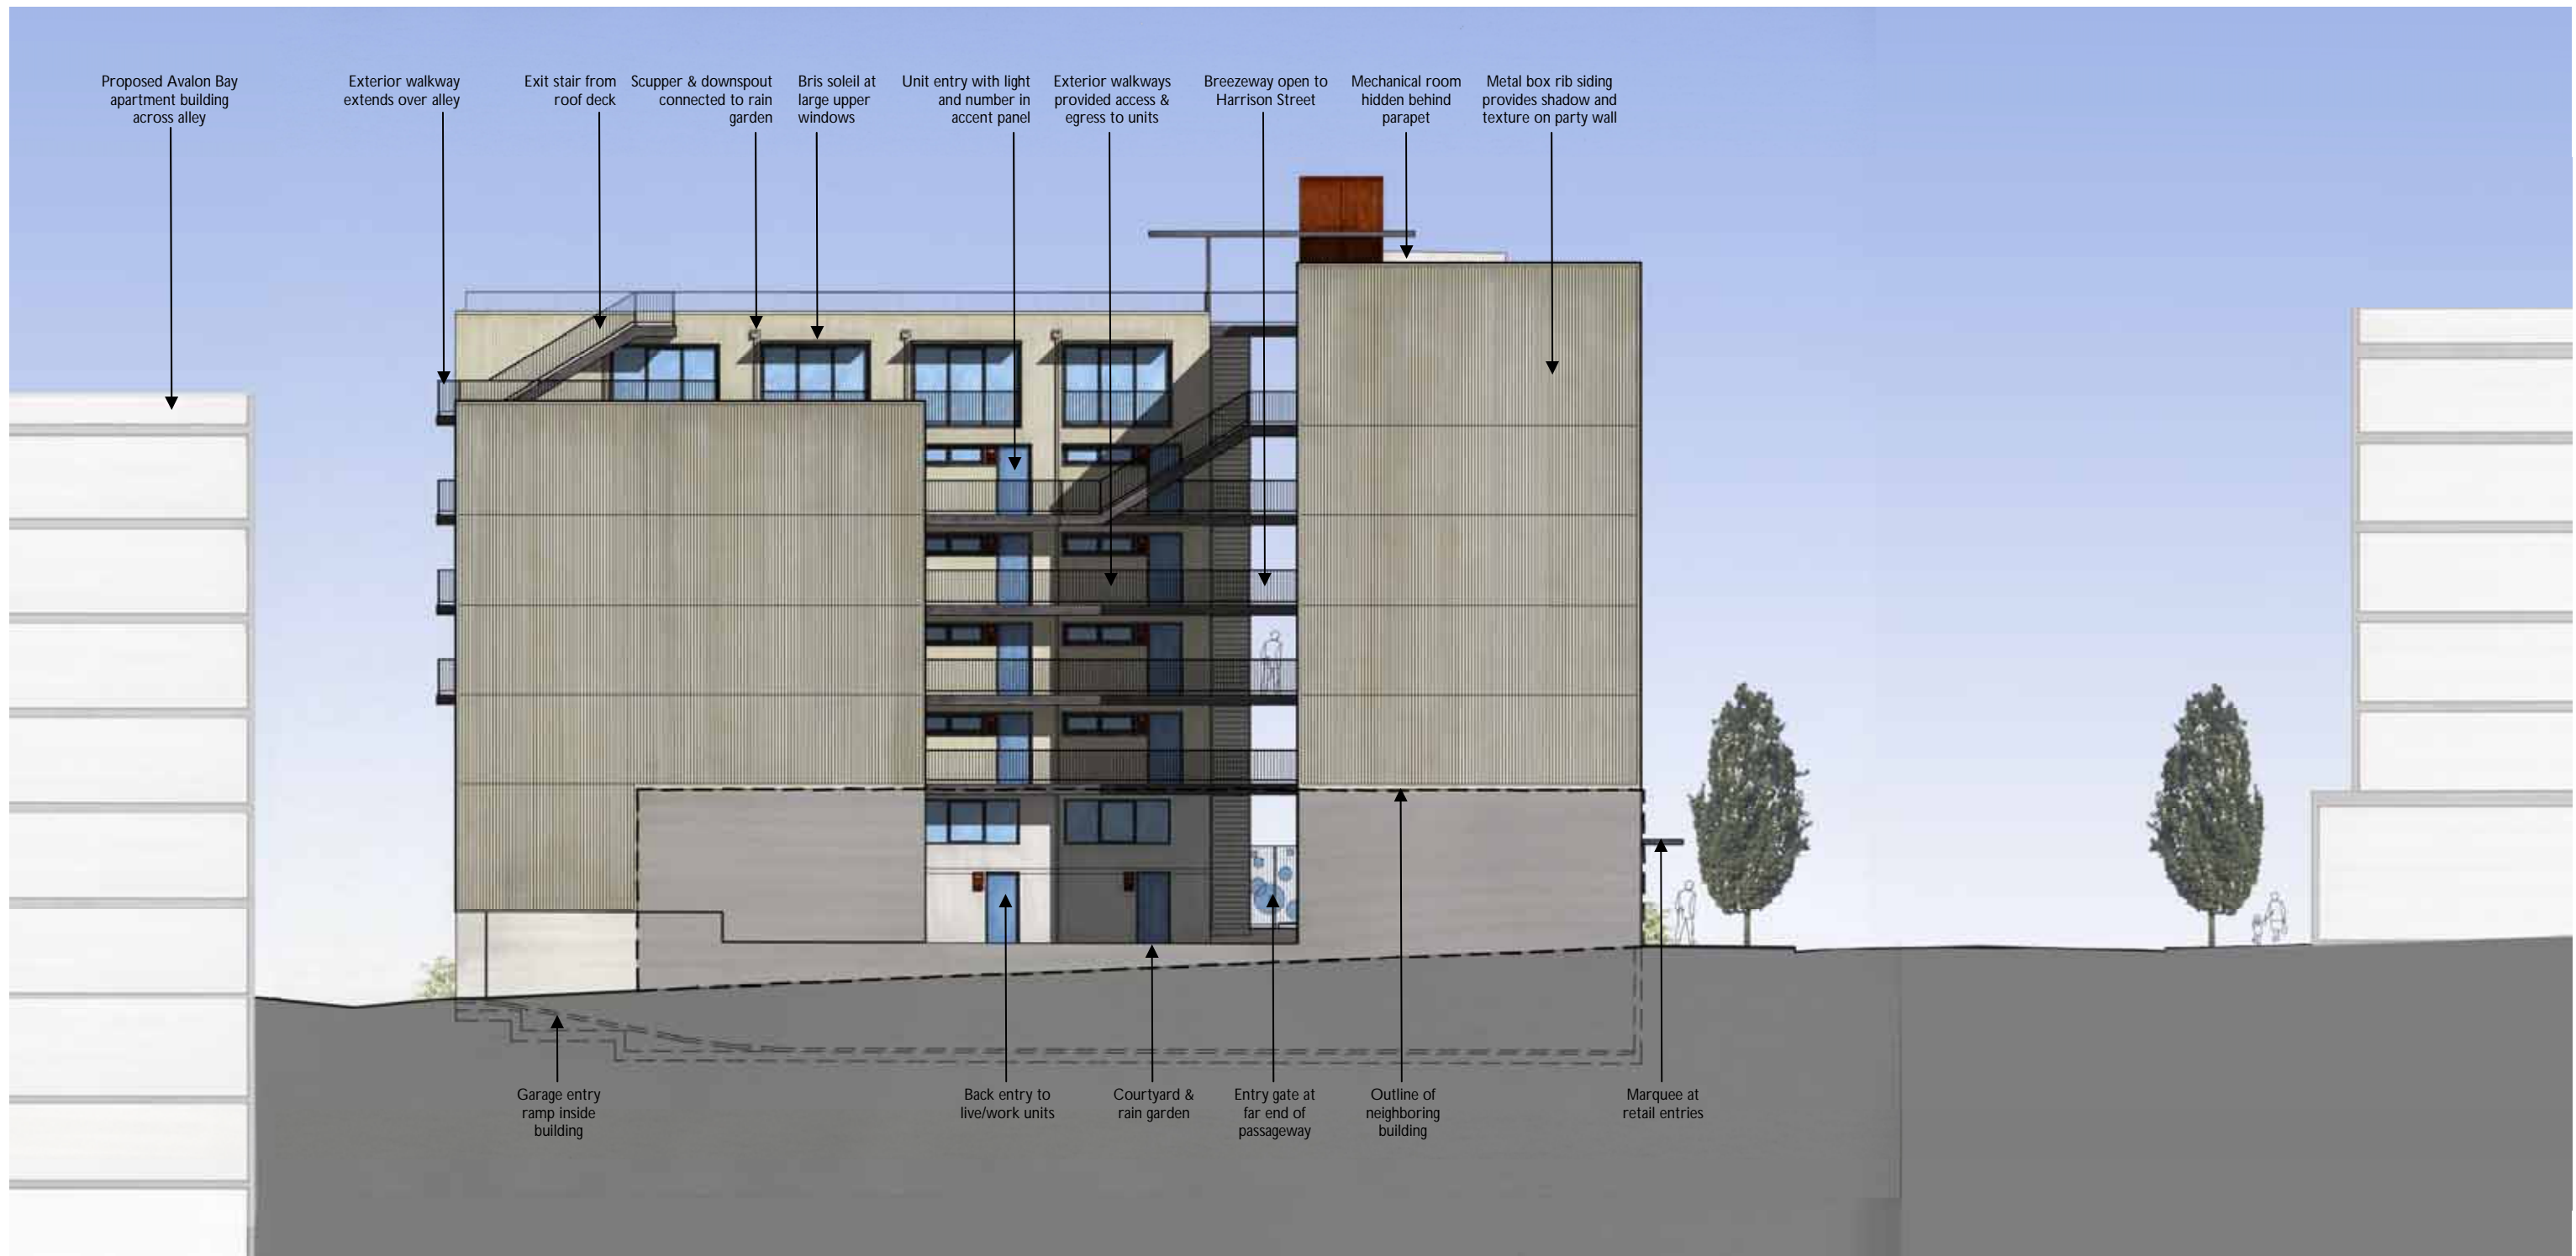 Proposed Avalon Bay
apartment building
across alley
Exterior walkway
extends over alley
Exit stair from
roof deck
Scupper & downspout
connected to rain
garden
Bris soleil at
large upper
windows
Unit entry with light
and number in
accent panel
Exterior walkways
provided access &
egress to units
Breezeway open to
Harrison Street
Mechanical room
hidden behind
parapet
Metal box rib siding
provides shadow and
texture on party wall
Garage entry
ramp inside
building
Back entry to
live/work units
Courtyard &
rain garden
Entry gate at
far end of
passageway
Outline of
neighboring
building
Marquee at
retail entries